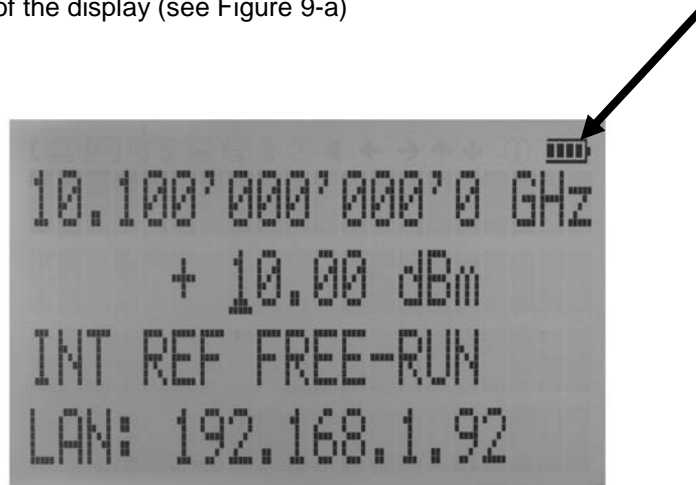 of the display (see Figure 9-a)
10.100'000'000'0 GHz
+ 10.00 dBm
INT REF FREE-RUN
LAN: 192.168.1.92